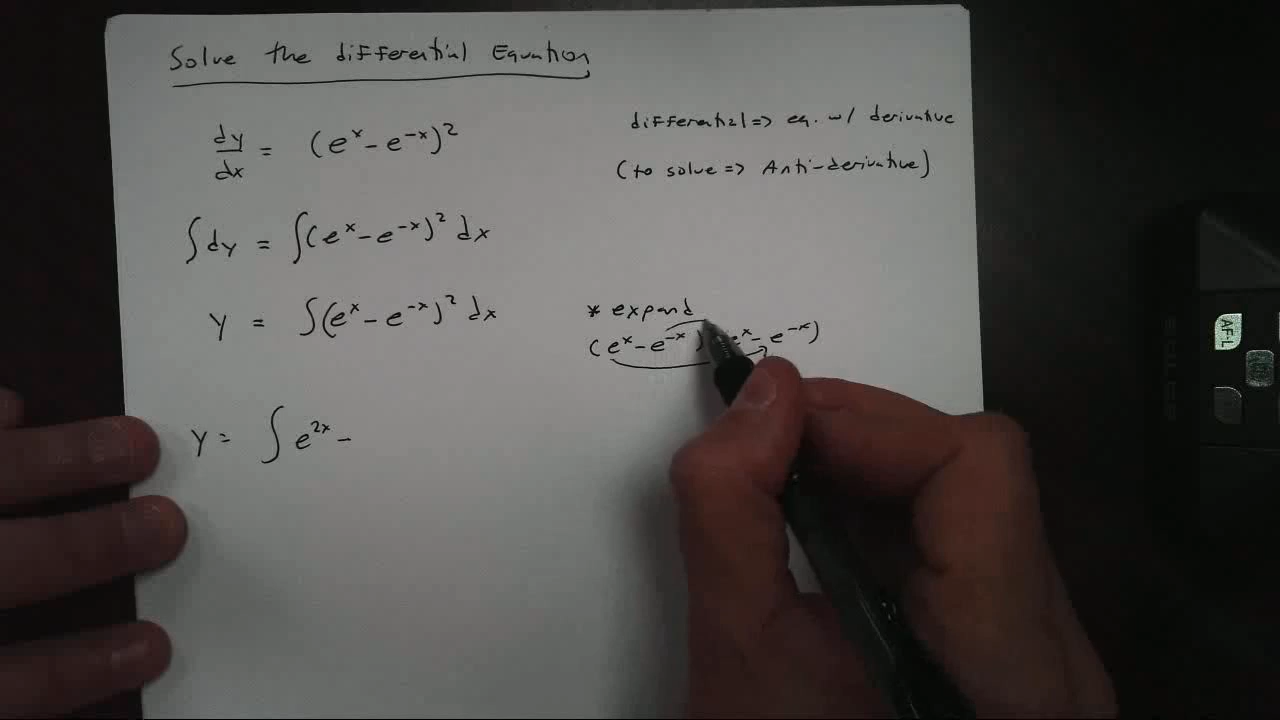 Solve the differential Equation
dy/dx = (e^x - e^-x)^2
differential => eq. w/ derivative
(to solve => Anti-derivative)
∫dy = ∫(e^x - e^-x)^2 dx
y = ∫(e^x - e^-x)^2 dx
* expand
(e^x - e^-x) e^x - e^-x)
y = ∫ e^2x -
AF-L